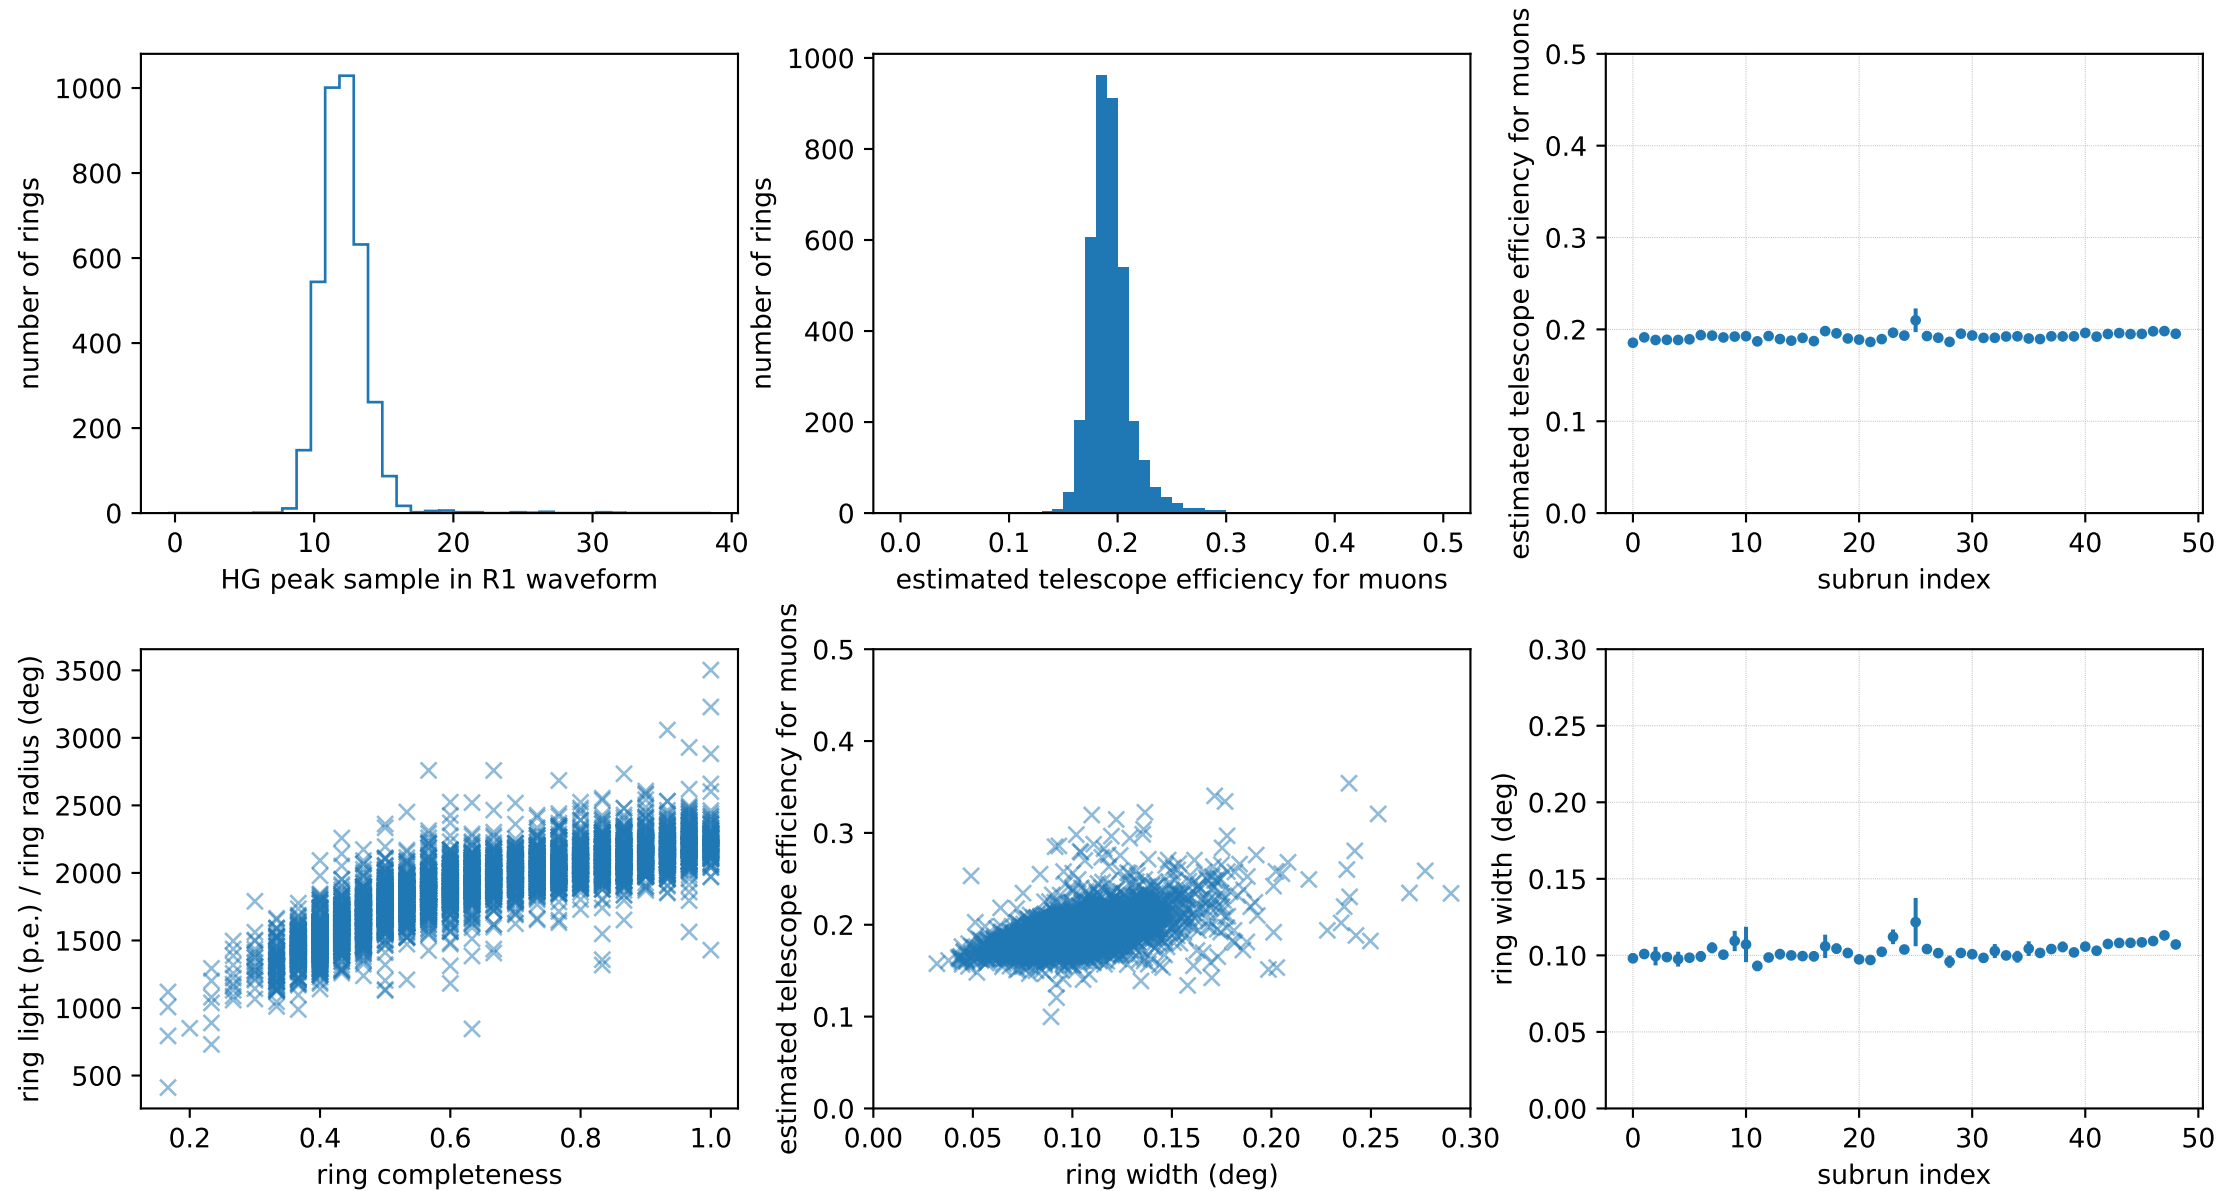 1000
800
600
400
200
0
number of rings
0 10 20 30 40
HG peak sample in R1 waveform
1000
800
600
400
200
0
number of rings
0.0 0.1 0.2 0.3 0.4 0.5
estimated telescope efficiency for muons
0.5
0.4
0.3
0.2
0.1
0.0
estimated telescope efficiency for muons
0 10 20 30 40 50
subrun index
3500
3000
2500
2000
1500
1000
500
ring light (p.e.) / ring radius (deg)
0.2 0.4 0.6 0.8 1.0
ring completeness
0.5
0.4
0.3
0.2
0.1
0.0
estimated telescope efficiency for muons
0.00 0.05 0.10 0.15 0.20 0.25 0.30
ring width (deg)
0.30
0.25
0.20
0.15
0.10
0.05
0.00
ring width (deg)
0 10 20 30 40 50
subrun index